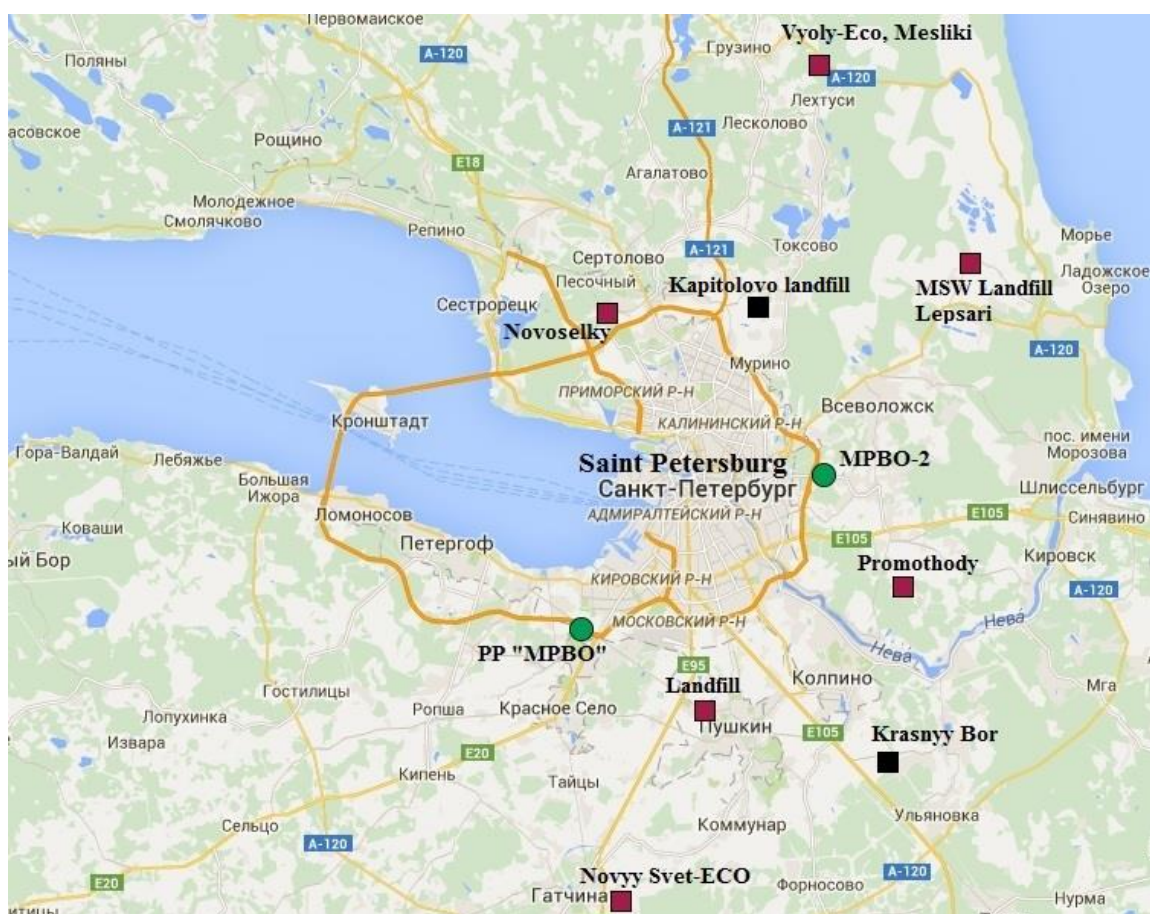 Первомайское
Vyoly-Eco, Mesliki
Грузино
Поляны
А-120
А-120
Лехтуси
асовское
Рощино
А-121
Лесколово
E18
Агалатово
Молодежное
Смолячково
Репино
А-121
Токсово
Морье
Сертолово
Песочный
Kapitolovo landfill
Ладожское
Озеро
MSW Landfill
Lepsari
Сестрорецк
Novoselky
А-120
Мурино
ПРИМОРСКИЙ Р-Н
Всеволожск
Кронштадт
КАЛИНИНСКИЙ Р-Н
пос. имени
Морозова
Гора-Валдай
Лебяжье
Большая
Ижора
Saint Petersburg
MPBO-2
Санкт-Петербург
Шлиссельбург
Ломоносов
АДМИРАЛТЕЙСКИЙ Р-Н
E105
Синявино
Коваши
Петергоф
E105
ый Бор
Promothody
Кировск
КИРОВСКИЙ Р-Н
А-120
МОСКОВСКИЙ Р-Н
Нева
PP "MPBO"
Нева
E95
Колпино
Гостилицы
Landfill
Мга
Лопухинка
Ропша
Красное Село
Пушкин
E105
Krasnyy Bor
Извара
E20
Кипень
Тайцы
Ульяновка
Сельцо
Коммунар
А-120
E20
Novyy Svet-ECO
Гатчина
Форносово
Нурма